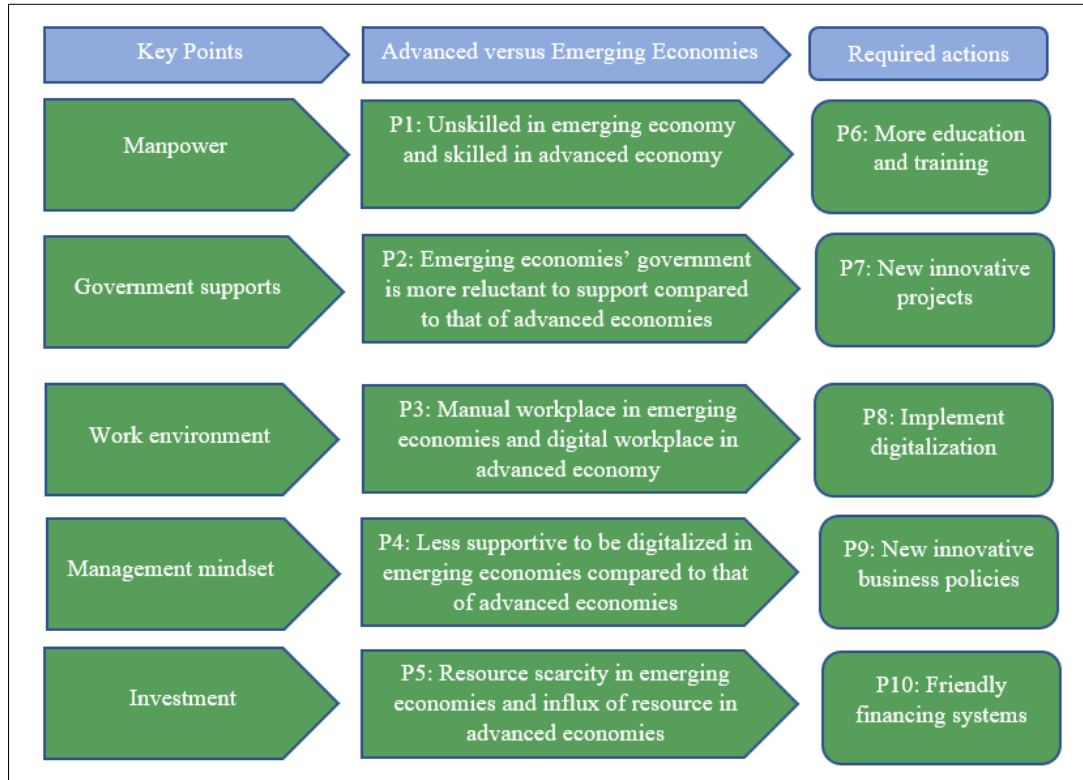 Key Points
Advanced versus Emerging Economies
Required actions
Manpower
P1: Unskilled in emerging economy
and skilled in advanced economy
P6: More education
and training
Government supports
P2: Emerging economies’ government
is more reluctant to support compared
to that of advanced economies
P7: New innovative
projects
Work environment
P3: Manual workplace in emerging
economies and digital workplace in
advanced economy
P8: Implement
digitalization
Management mindset
P4: Less supportive to be digitalized in
emerging economies compared to that
of advanced economies
P9: New innovative
business policies
Investment
P5: Resource scarcity in emerging
economies and influx of resource in
advanced economies
P10: Friendly
financing systems